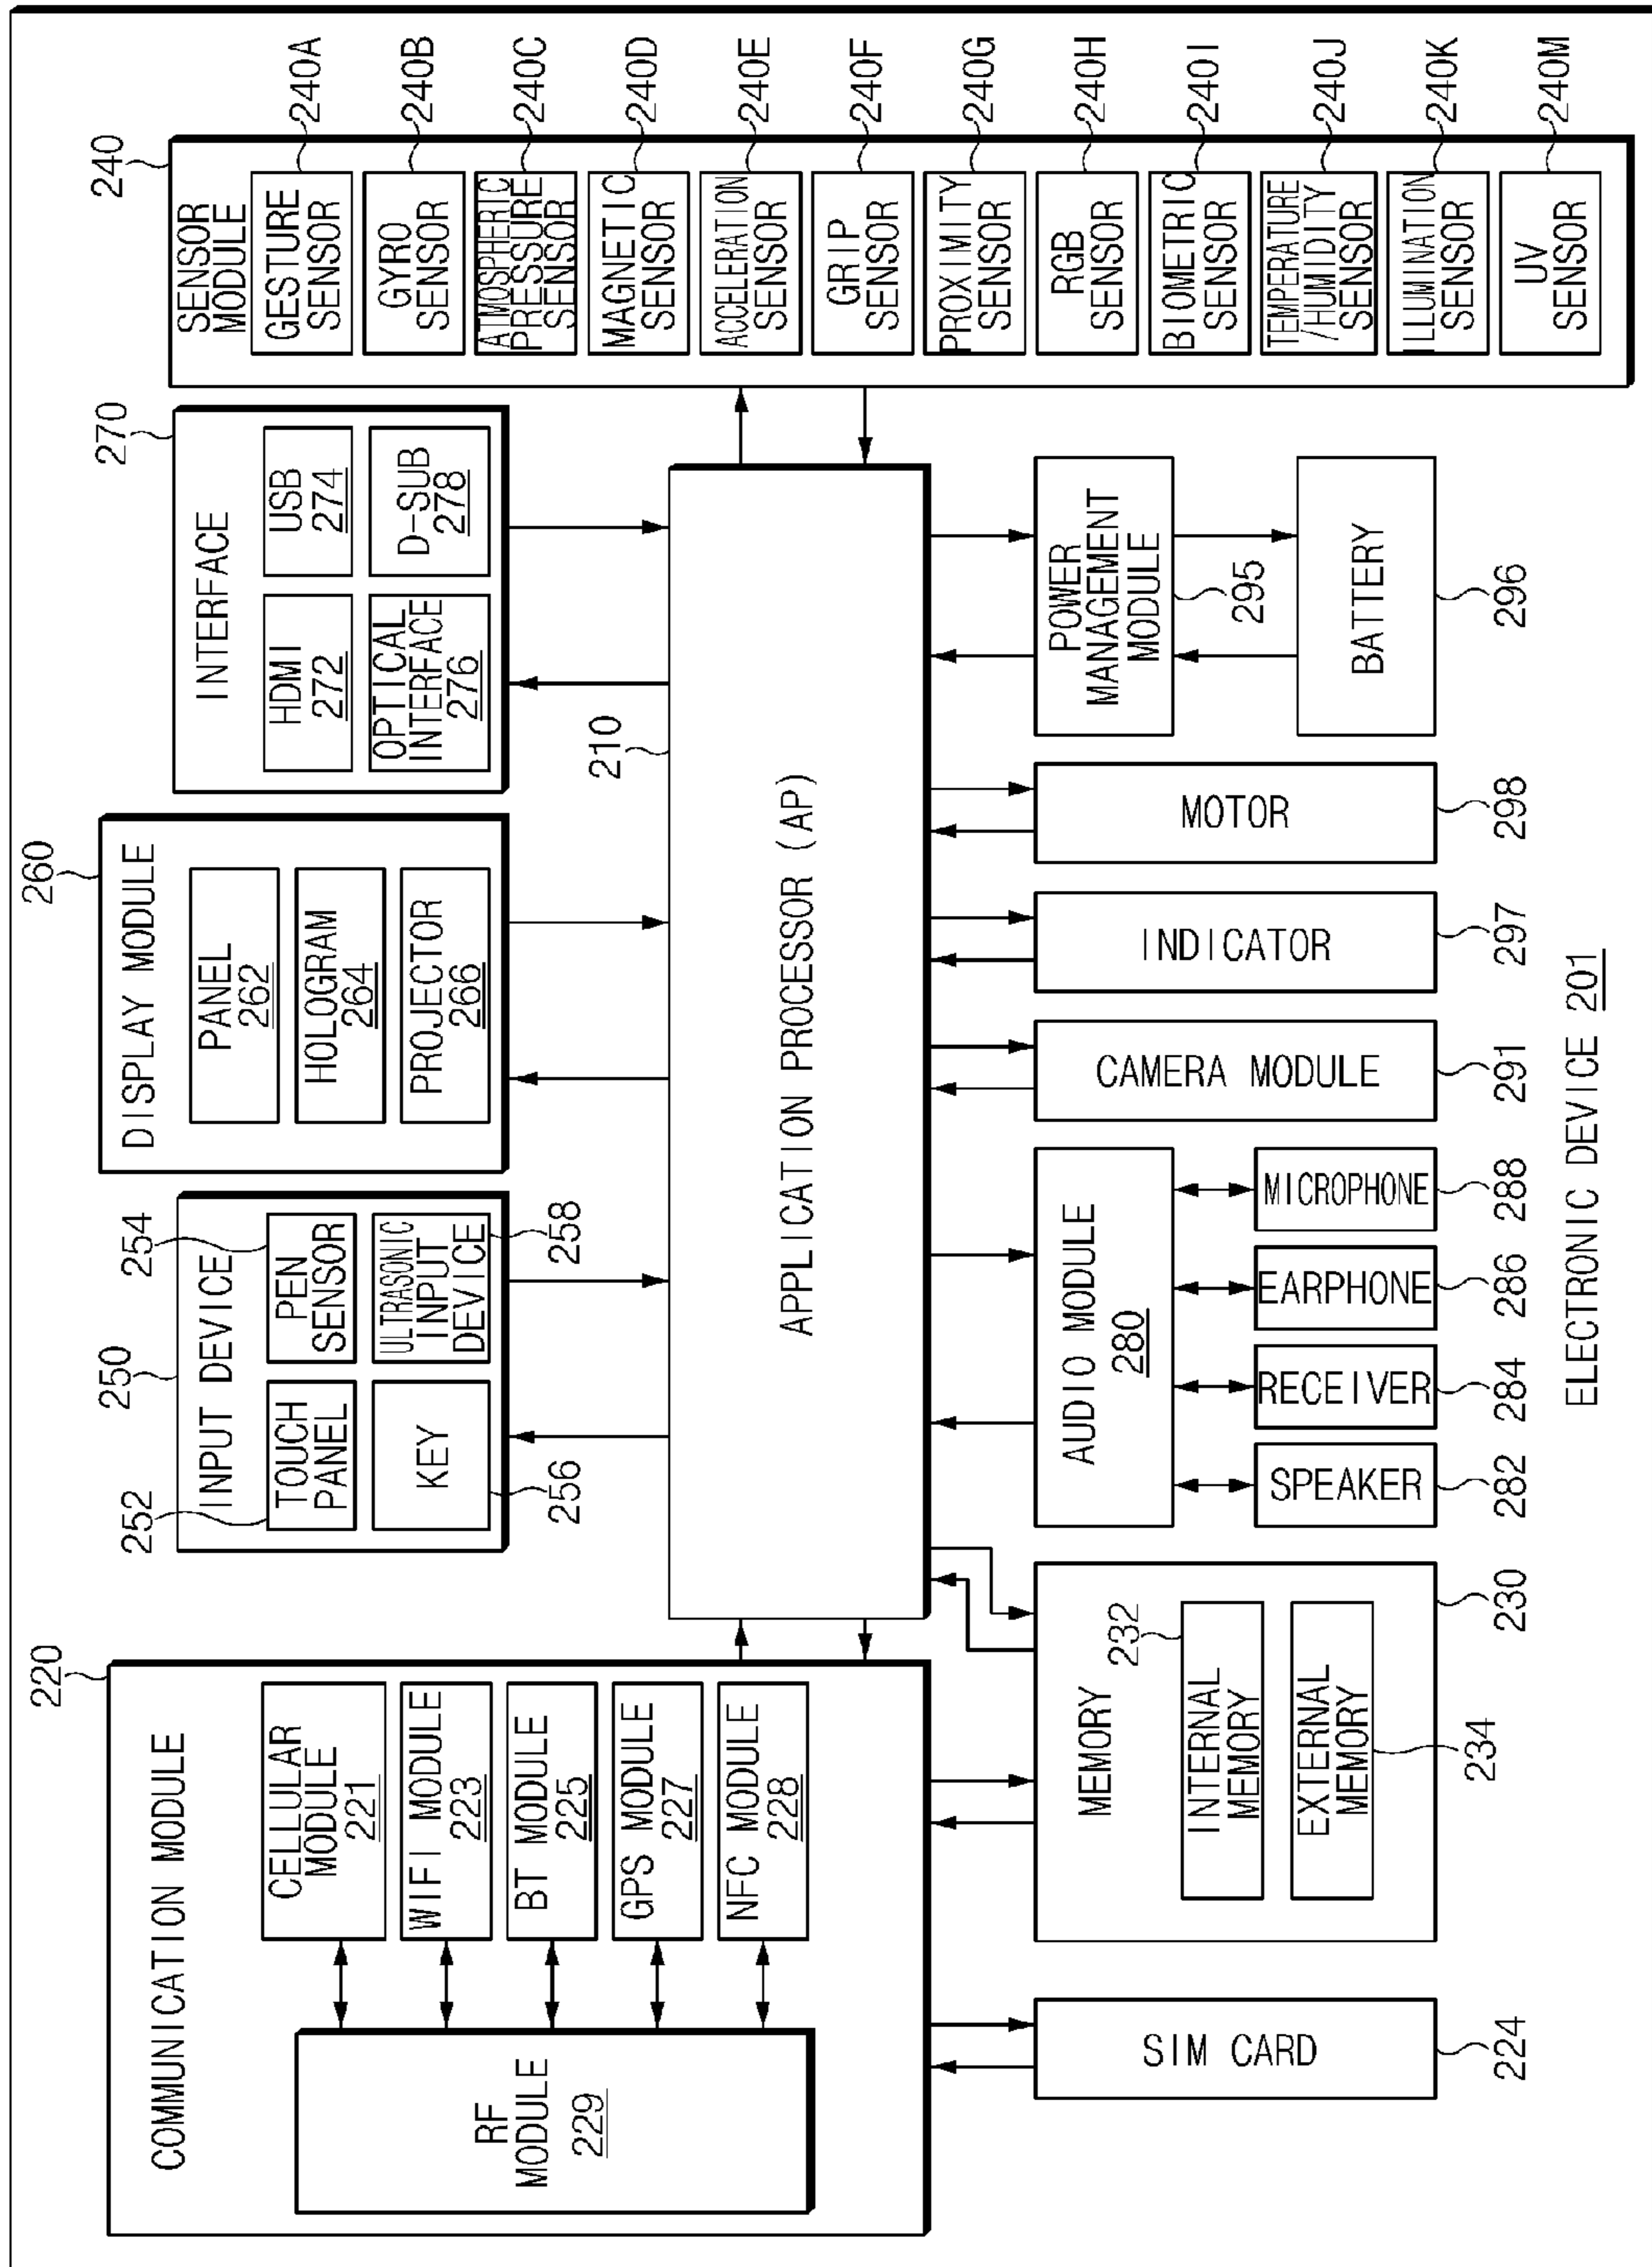 COMMUNICATION MODULE
220
RF
MODULE
229
CELLULAR
MODULE
221
WIFI MODULE
223
BT MODULE
225
GPS MODULE
227
NFC MODULE
228
250
INPUT DEVICE
252
TOUCH
PANEL
254
PEN
SENSOR
KEY
256
ULTRASONIC
INPUT
DEVICE
258
260
DISPLAY MODULE
PANEL
262
HOLOGRAM
264
PROJECTOR
266
270
INTERFACE
HDMI
272
USB
274
OPTICAL
INTERFACE
276
D-SUB
278
240
SENSOR
MODULE
GESTURE
SENSOR
240A
GYRO
SENSOR
240B
ATMOSPHERIC
PRESSURE
SENSOR
240C
MAGNETIC
SENSOR
240D
ACCELERATION
SENSOR
240E
GRIP
SENSOR
240F
PROXIMITY
SENSOR
240G
RGB
SENSOR
240H
BIOMETRIC
SENSOR
240I
TEMPERATURE
/HUMIDITY
SENSOR
240J
ILLUMINATION
SENSOR
240K
UV
SENSOR
240M
210
APPLICATION PROCESSOR (AP)
SIM CARD
224
MEMORY
232
INTERNAL
MEMORY
EXTERNAL
MEMORY
234
230
AUDIO MODULE
280
SPEAKER
282
RECEIVER
284
EARPHONE
286
MICROPHONE
288
CAMERA MODULE
291
INDICATOR
297
MOTOR
298
POWER
MANAGEMENT
MODULE
295
BATTERY
296
ELECTRONIC DEVICE 201